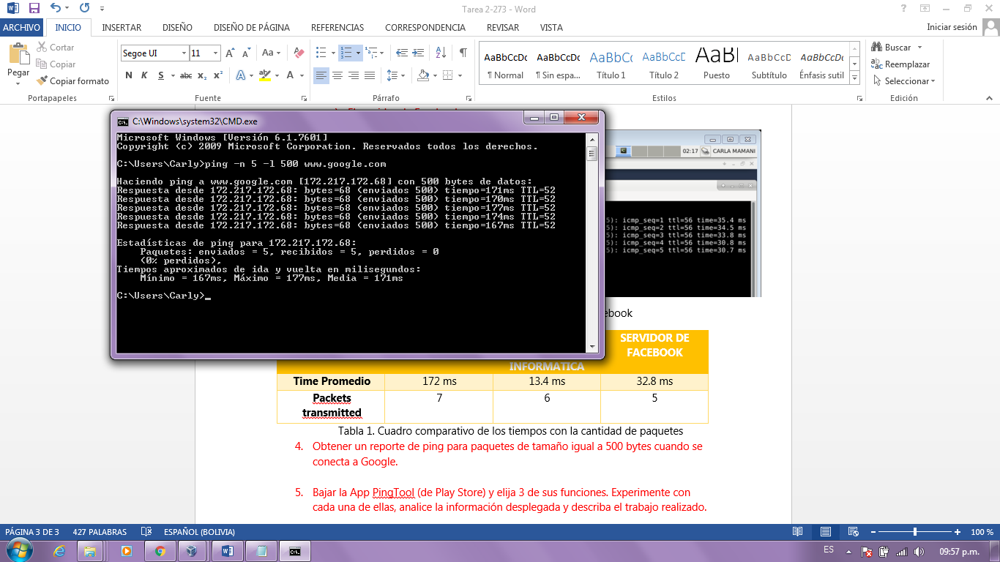 Tarea 2-273 - Word
ARCHIVO INICIO INSERTAR DISEÑO DISEÑO DE PÁGINA REFERENCIAS CORRESPONDENCIA REVISAR VISTA Iniciar sesión
Pegar
Cortar
Copiar
Copiar formato
Portapapeles
Segoe UI 11
N K S abc x₂ x²
Fuente
Párrafo
AaBbCcDc AaBbCcDc AaBbCc AaBbCcD AaBl AaBbCcD AaBbCcDc
¶ Normal ¶ Sin espa... Título 1 Título 2 Puesto Subtítulo Énfasis sutil
Estilos
Buscar
Reemplazar
Seleccionar
Edición
C:\Windows\system32\CMD.exe
Microsoft Windows [Versión 6.1.7601]
Copyright (c) 2009 Microsoft Corporation. Reservados todos los derechos.
C:\Users\Carly>ping -n 5 -l 500 www.google.com
Haciendo ping a www.google.com [172.217.172.68] con 500 bytes de datos:
Respuesta desde 172.217.172.68: bytes=68 (enviados 500) tiempo=171ms TTL=52
Respuesta desde 172.217.172.68: bytes=68 (enviados 500) tiempo=170ms TTL=52
Respuesta desde 172.217.172.68: bytes=68 (enviados 500) tiempo=177ms TTL=52
Respuesta desde 172.217.172.68: bytes=68 (enviados 500) tiempo=174ms TTL=52
Respuesta desde 172.217.172.68: bytes=68 (enviados 500) tiempo=167ms TTL=52
Estadísticas de ping para 172.217.172.68:
Paquetes: enviados = 5, recibidos = 5, perdidos = 0
(0% perdidos),
Tiempos aproximados de ida y vuelta en milisegundos:
Mínimo = 167ms, Máximo = 177ms, Media = 171ms
C:\Users\Carly>
02:17 CARLA MAMANI
5): icmp_seq=1 ttl=56 time=35.4 ms
5): icmp_seq=2 ttl=56 time=34.5 ms
5): icmp_seq=3 ttl=56 time=33.8 ms
5): icmp_seq=4 ttl=56 time=30.8 ms
5): icmp_seq=5 ttl=56 time=30.7 ms
ebook
INFORMATICA
SERVIDOR DE
FACEBOOK
Time Promedio 172 ms 13.4 ms 32.8 ms
Packets 7 6 5
transmitted
Tabla 1. Cuadro comparativo de los tiempos con la cantidad de paquetes
4. Obtener un reporte de ping para paquetes de tamaño igual a 500 bytes cuando se
conecta a Google.
5. Bajar la App PingTool (de Play Store) y elija 3 de sus funciones. Experimente con
cada una de ellas, analice la información desplegada y describa el trabajo realizado.
PÁGINA 3 DE 3 427 PALABRAS ESPAÑOL (BOLIVIA) 100 %
ES 09:57 p.m.